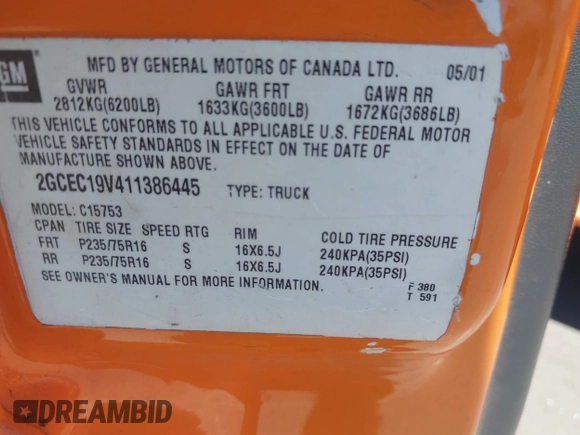 GM
MFD BY GENERAL MOTORS OF CANADA LTD. 05/01
GVWR GAWR FRT GAWR RR
2812KG(6200LB) 1633KG(3600LB) 1672KG(3686LB)
THIS VEHICLE CONFORMS TO ALL APPLICABLE U.S. FEDERAL MOTOR
VEHICLE SAFETY STANDARDS IN EFFECT ON THE DATE OF
MANUFACTURE SHOWN ABOVE.
2GCEC19V411386445 TYPE: TRUCK
MODEL: C15753
CPAN TIRE SIZE SPEED RTG RIM COLD TIRE PRESSURE
FRT P235/75R16 S 16X6.5J 240KPA(35PSI)
RR P235/75R16 S 16X6.5J 240KPA(35PSI)
SEE OWNER'S MANUAL FOR MORE INFORMATION.
F 380
T 591
DREAMBID